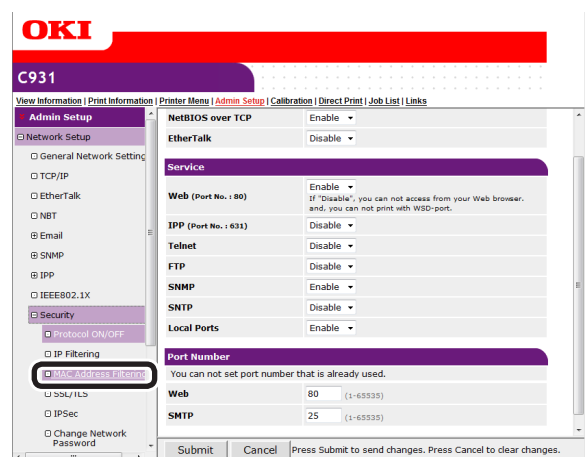 OKI
C931
View Information | Print Information | Printer Menu | Admin Setup | Calibration | Direct Print | Job List | Links
Admin Setup
Network Setup
General Network Setting
TCP/IP
EtherTalk
NBT
Email
SNMP
IPP
IEEE802.1X
Security
Protocol ON/OFF
IP Filtering
MAC Address Filtering
SSL/TLS
IPSec
Change Network
Password
NetBIOS over TCP Enable
EtherTalk Disable
Service
Web (Port No. : 80) Enable
If "Disable", you can not access from your Web browser.
and, you can not print with WSD-port.
IPP (Port No. : 631) Disable
Telnet Disable
FTP Disable
SNMP Enable
SNTP Disable
Local Ports Enable
Port Number
You can not set port number that is already used.
Web 80 (1-65535)
SMTP 25 (1-65535)
Submit Cancel Press Submit to send changes. Press Cancel to clear changes.